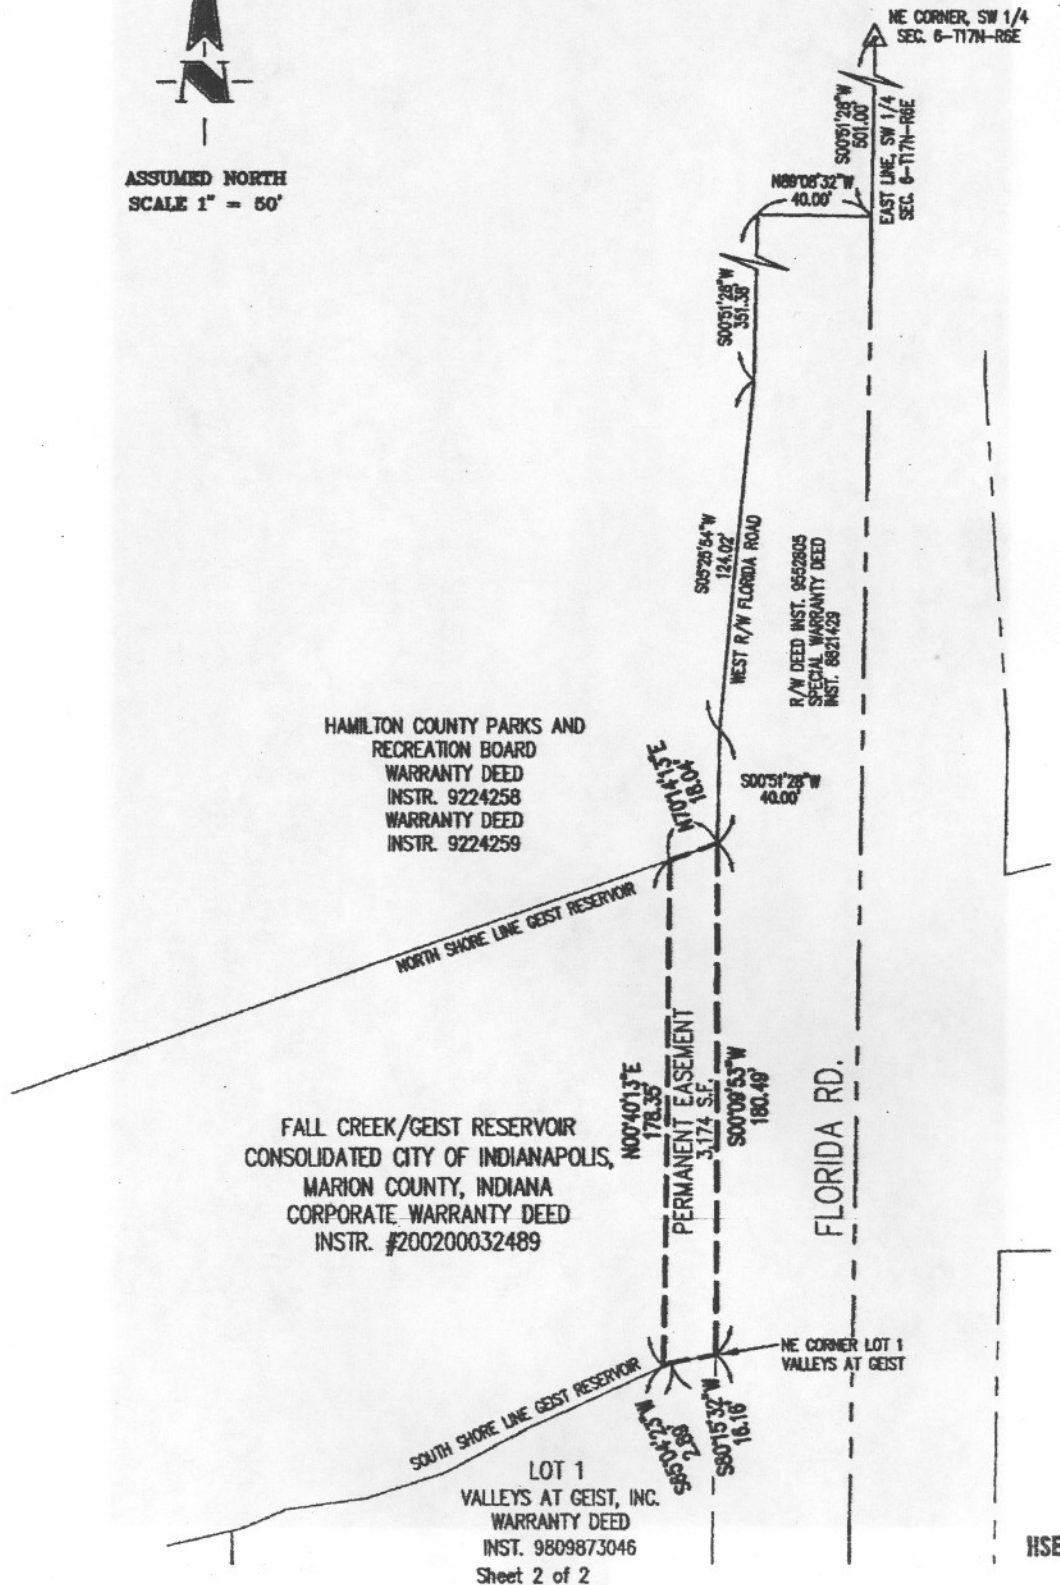 NE CORNER, SW 1/4
SEC. 6-T17N-R6E
N
ASSUMED NORTH
SCALE 1" = 50'
S00°51'28"W
501.00'
EAST LINE, SW 1/4
SEC. 6-T17N-R6E
N89°08'32"W
40.00'
S00°51'28"W
351.38'
S05°26'54"W
124.02'
WEST R/W FLORIDA ROAD
R/W DEED INST. 9552805
SPECIAL WARRANTY DEED
INST. 8821429
HAMILTON COUNTY PARKS AND
RECREATION BOARD
WARRANTY DEED
INSTR. 9224258
WARRANTY DEED
INSTR. 9224259
N70°14'13"E
18.04'
S00°51'28"W
40.00'
NORTH SHORE LINE GEIST RESERVOIR
N00°40'13"E
178.35'
PERMANENT EASEMENT
3,174 S.F.
S00°09'53"W
180.49'
FLORIDA RD.
FALL CREEK/GEIST RESERVOIR
CONSOLIDATED CITY OF INDIANAPOLIS,
MARION COUNTY, INDIANA
CORPORATE WARRANTY DEED
INSTR. #200200032489
NE CORNER LOT 1
VALLEYS AT GEIST
SOUTH SHORE LINE GEIST RESERVOIR
S65°04'23"W
2.89'
S80°15'32"W
16.16'
LOT 1
VALLEYS AT GEIST, INC.
WARRANTY DEED
INST. 9809873046
Sheet 2 of 2